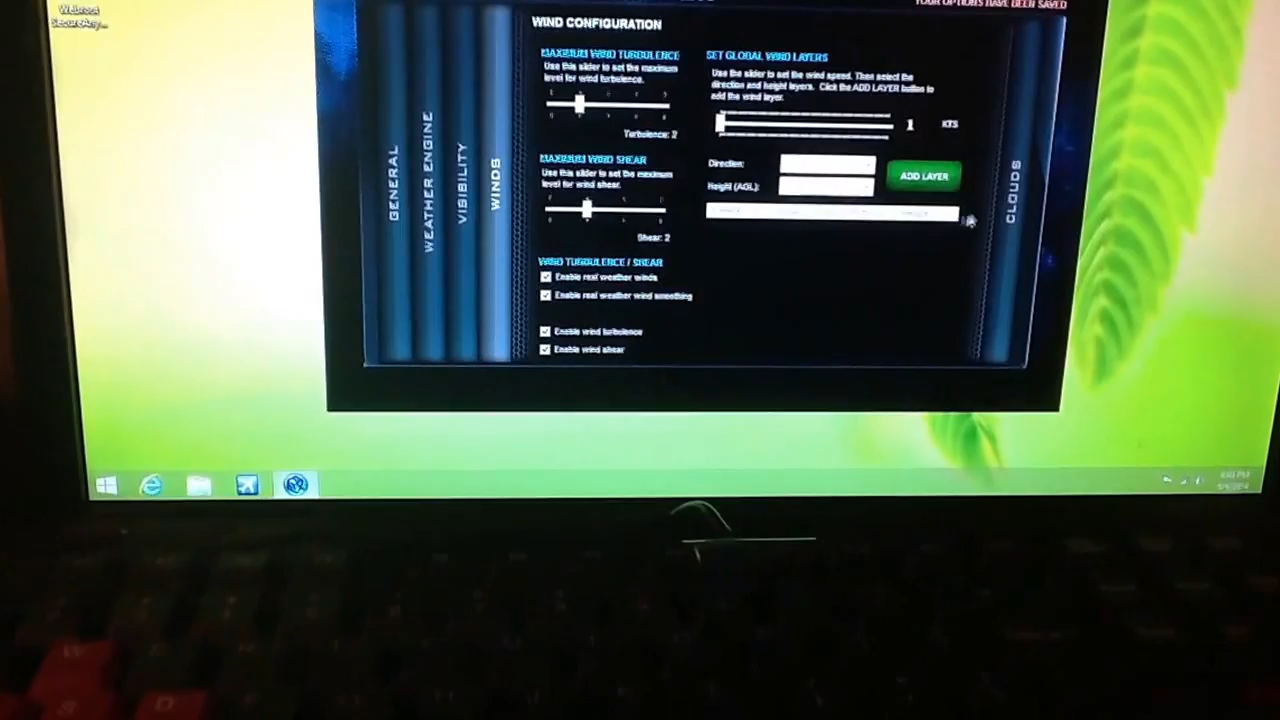 Webroot
SecureAny...
YOUR OPTIONS HAVE BEEN SAVED
WIND CONFIGURATION
MAXIMUM WIND TURBULENCE
Use this slider to set the maximum
level for wind turbulence.
Turbulence: 2
MAXIMUM WIND SHEAR
Use this slider to set the maximum
level for wind shear.
Shear: 2
WIND TURBULENCE / SHEAR
Enable real weather winds
Enable real weather wind smoothing
Enable wind turbulence
Enable wind shear
SET GLOBAL WIND LAYERS
Use the slider to set the wind speed. Then select the
direction and height layers. Click the ADD LAYER button to
add the wind layer.
1 KTS
Direction:
Height (AGL):
ADD LAYER
GENERAL
WEATHER ENGINE
VISIBILITY
WINDS
CLOUDS
W
S
D